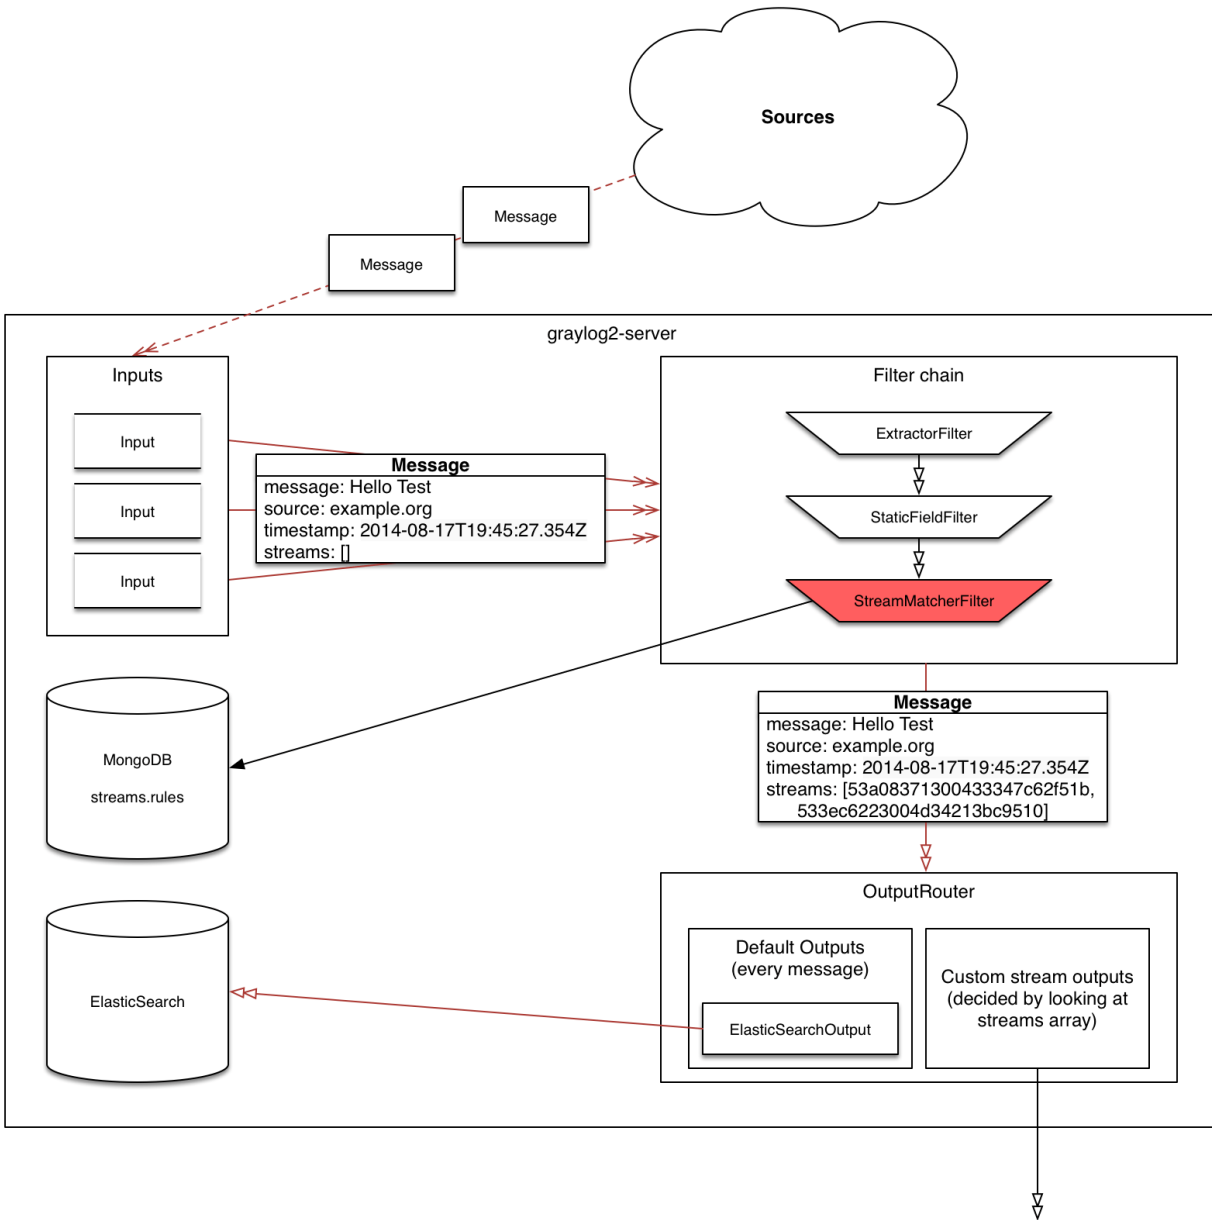 Sources
Message
Message
graylog2-server
Inputs
Input
Input
Input
Message
message: Hello Test
source: example.org
timestamp: 2014-08-17T19:45:27.354Z
streams: []
Filter chain
ExtractorFilter
StaticFieldFilter
StreamMatcherFilter
MongoDB
streams.rules
Message
message: Hello Test
source: example.org
timestamp: 2014-08-17T19:45:27.354Z
streams: [53a08371300433347c62f51b,
533ec6223004d34213bc9510]
OutputRouter
Default Outputs
(every message)
ElasticSearchOutput
Custom stream outputs
(decided by looking at
streams array)
ElasticSearch